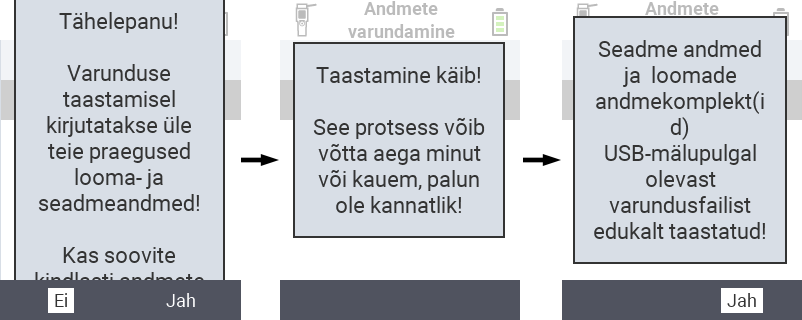 Tähelepanu!
Varunduse
taastamisel
kirjutatakse üle
teie praegused
looma- ja
seadmeandmed!
Kas soovite
kindlasti andmete
Ei
Jah
Andmete
varundamine
Taastamine käib!
See protsess võib
võtta aega minut
või kauem, palun
ole kannatlik!
Andmete
Seadme andmed
ja loomade
andmekomplekt(i
d)
USB-mälupulgal
olevast
varundusfailist
edukalt taastatud!
Jah